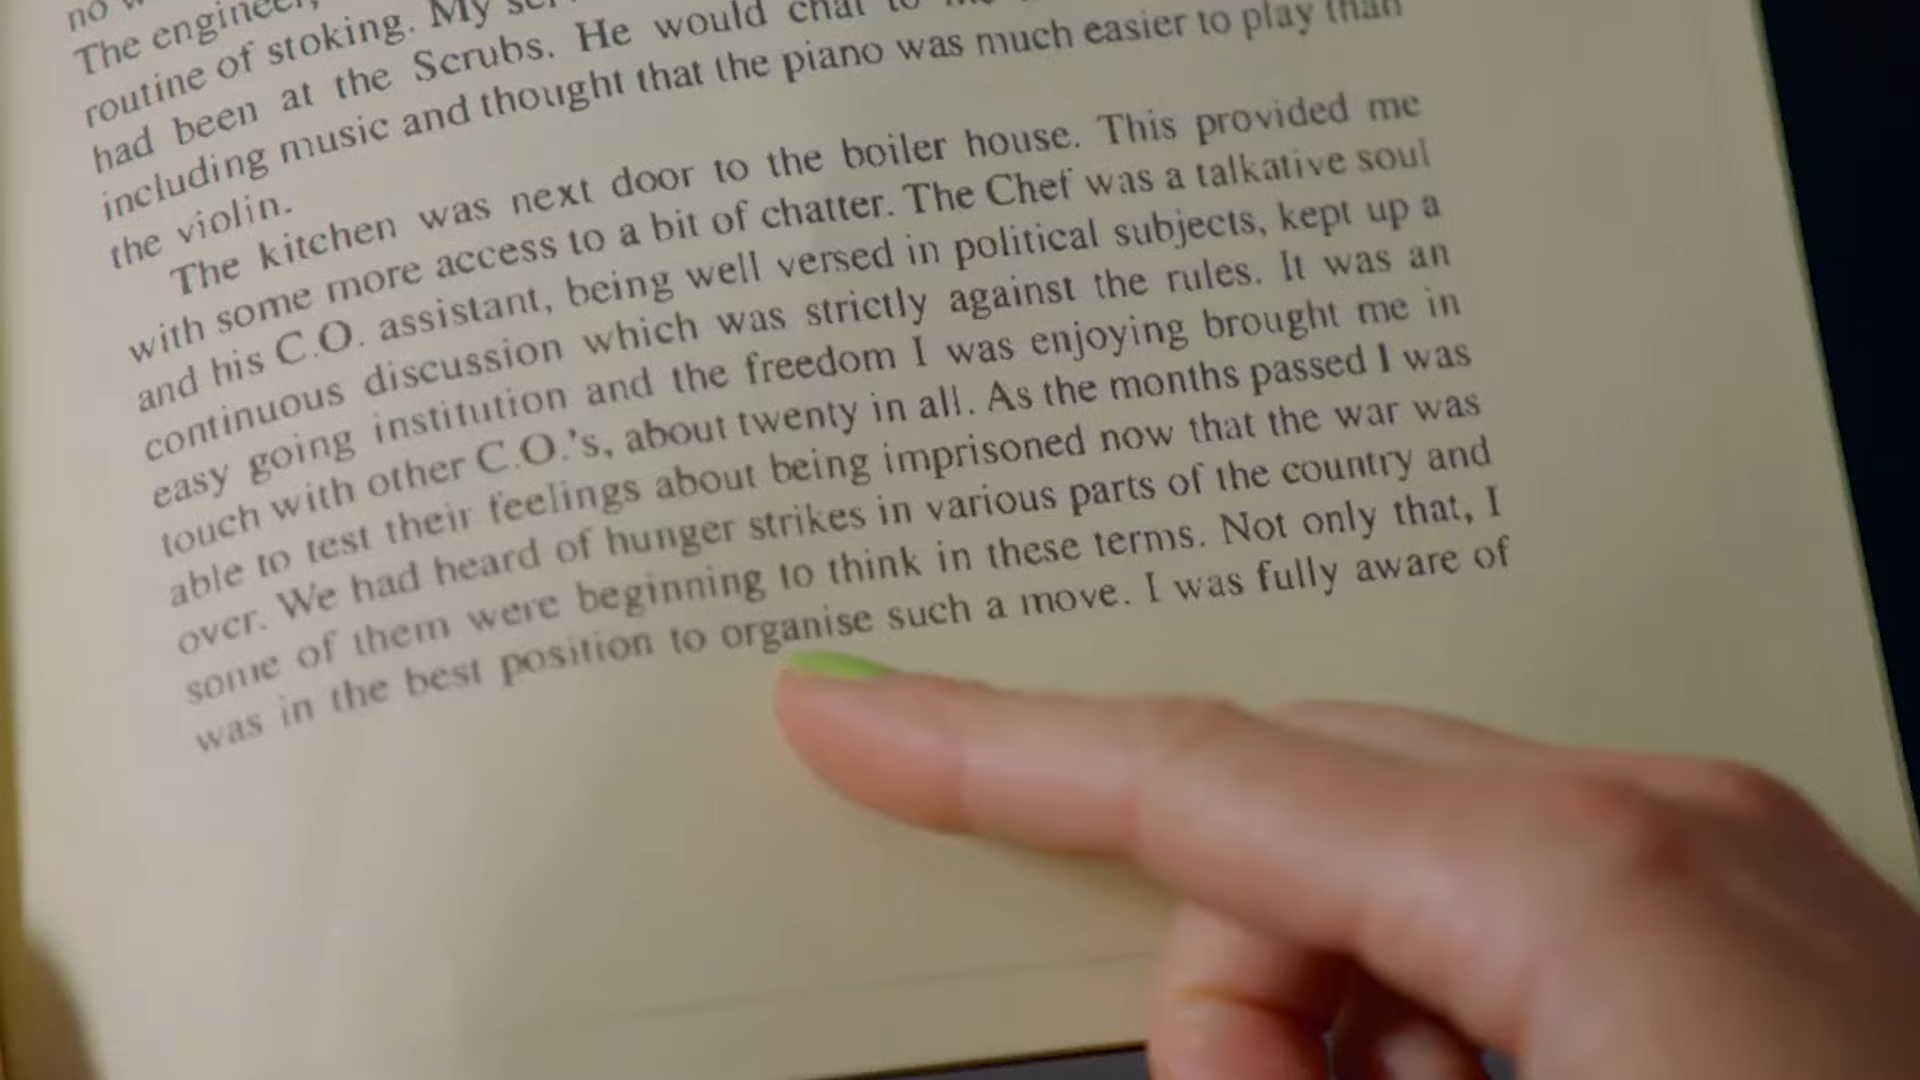 no
The engineer,
routine of stoking. My
had been at the Scrubs. He would chat to
including music and thought that the piano was much easier to play than
the violin.
The kitchen was next door to the boiler house. This provided me
with some more access to a bit of chatter. The Chef was a talkative soul
and his C.O. assistant, being well versed in political subjects, kept up a
continuous discussion which was strictly against the rules. It was an
easy going institution and the freedom I was enjoying brought me in
touch with other C.O.'s, about twenty in all. As the months passed I was
able to test their feelings about being imprisoned now that the war was
over. We had heard of hunger strikes in various parts of the country and
some of them were beginning to think in these terms. Not only that, I
was in the best position to organise such a move. I was fully aware of